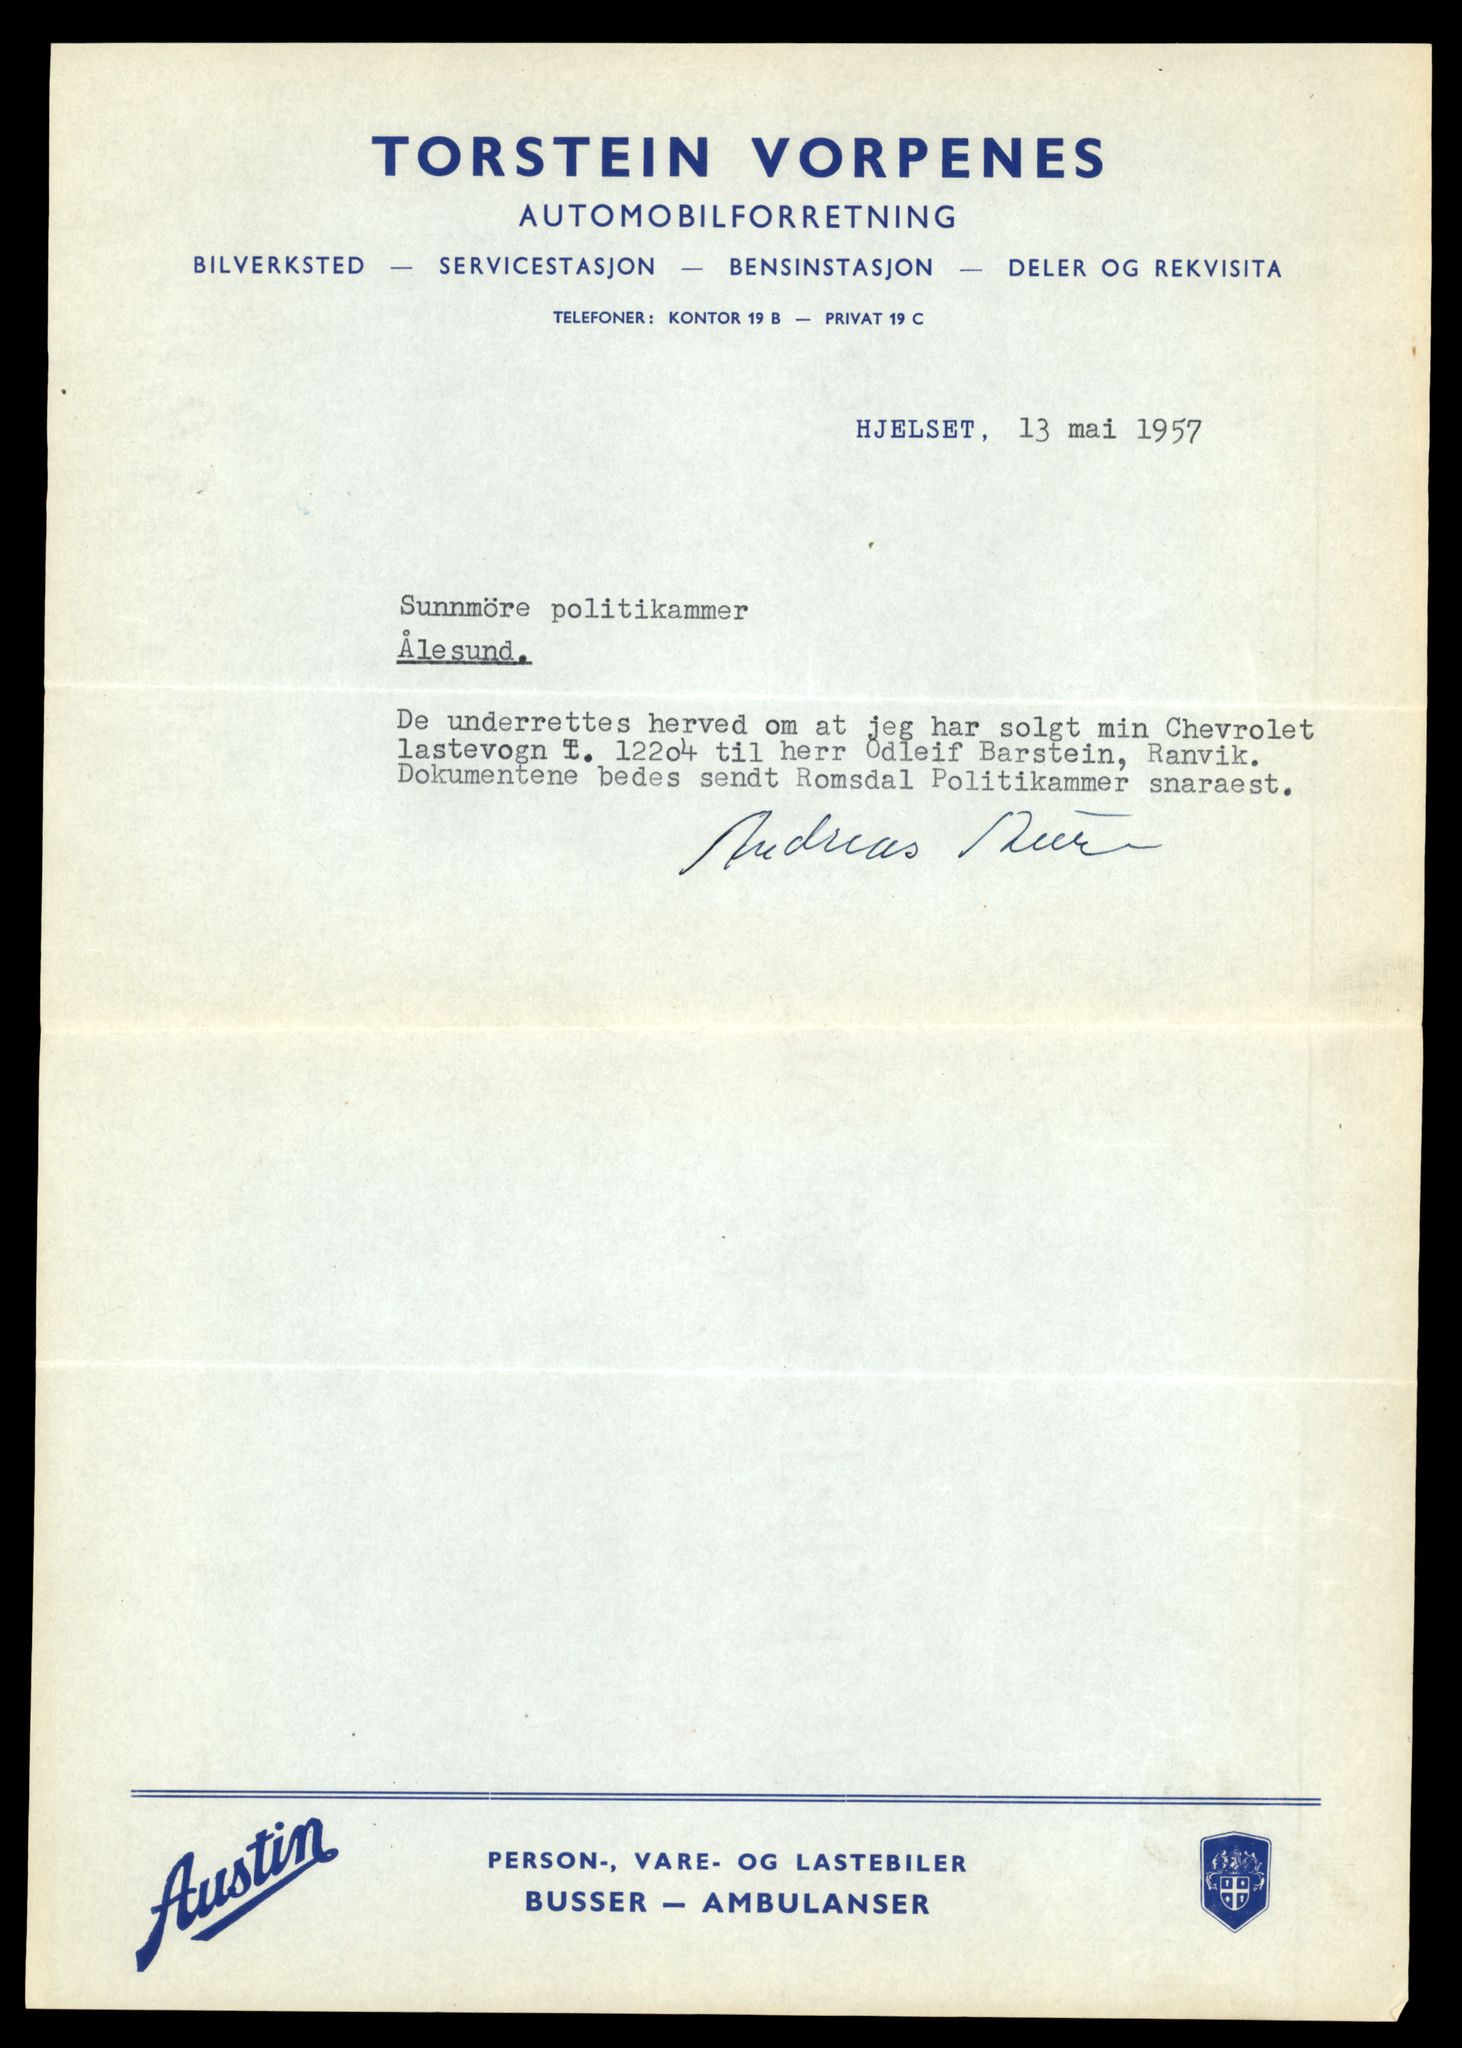 TORSTEIN VORPENES
AUTOMOBILFORRETNING
BILVERKSTED — SERVICESTASJON — BENSINSTASJON — DELER OG REKVISITA
TELEFONER: KONTOR 19 B — PRIVAT 19 C
HJELSET, 13 mai 1957
Sunnmöre politikammer
Ålesund.
De underrettes herved om at jeg har solgt min Chevrolet
lastevogn T. 12204 til herr Odleif Barstein, Ranvik.
Dokumentene bedes sendt Romsdal Politikammer snaraest.
Andreas
Austin
PERSON-, VARE- OG LASTEBILER
BUSSER — AMBULANSER